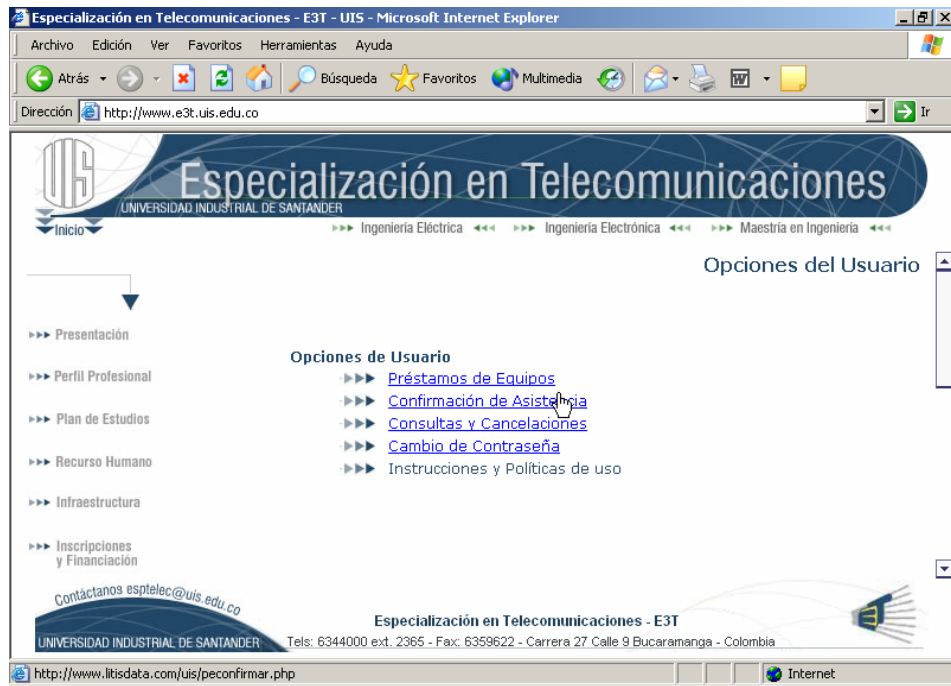 Especialización en Telecomunicaciones - E3T - UIS - Microsoft Internet Explorer
Archivo Edición Ver Favoritos Herramientas Ayuda
Atrás Búsqueda Favoritos Multimedia
Dirección http://www.e3t.uis.edu.co Ir
UIS
Especialización en Telecomunicaciones
UNIVERSIDAD INDUSTRIAL DE SANTANDER
Inicio
Ingeniería Eléctrica Ingeniería Electrónica Maestría en Ingeniería
Opciones del Usuario
Presentación
Perfil Profesional
Plan de Estudios
Recurso Humano
Infraestructura
Inscripciones
y Financiación
Opciones de Usuario
Préstamos de Equipos
Confirmación de Asistencia
Consultas y Cancelaciones
Cambio de Contraseña
Instrucciones y Políticas de uso
Contáctanos esptelec@uis.edu.co
UNIVERSIDAD INDUSTRIAL DE SANTANDER
Especialización en Telecomunicaciones - E3T
Tels: 6344000 ext. 2365 - Fax: 6359622 - Carrera 27 Calle 9 Bucaramanga - Colombia
http://www.litisdata.com/uis/peconfirmar.php Internet